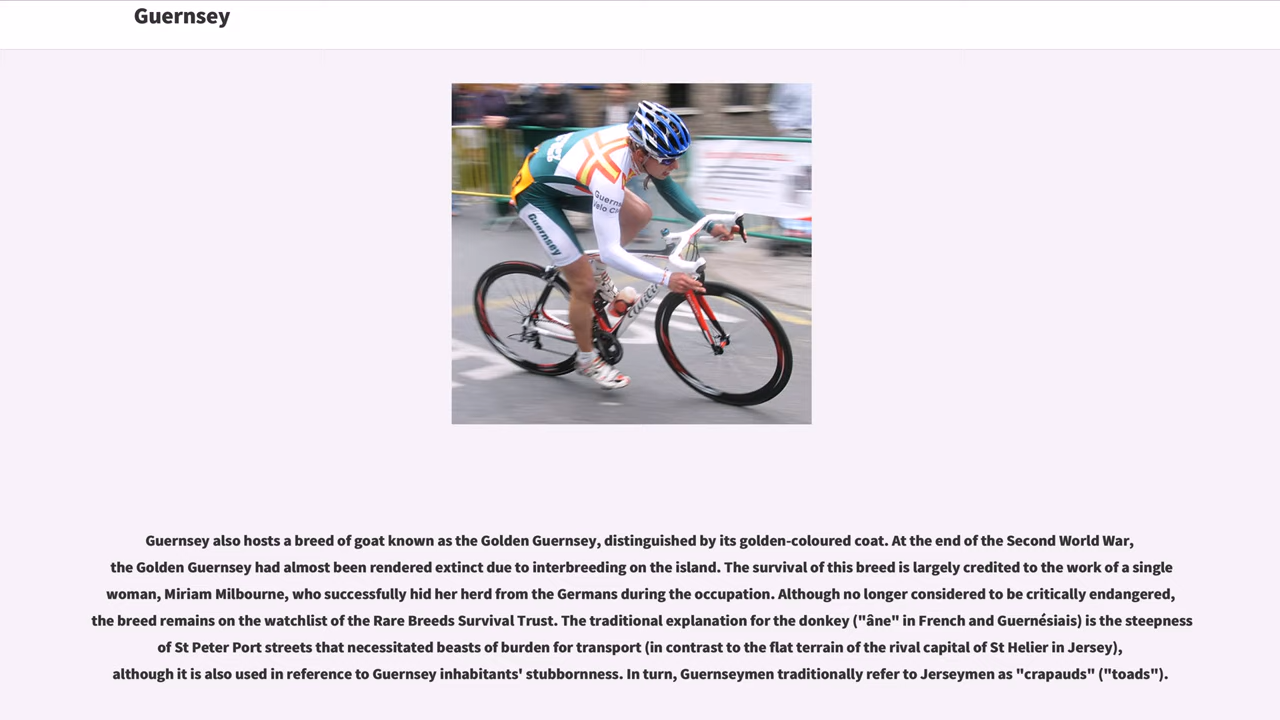 Guernsey
Guernsey
Guernsey also hosts a breed of goat known as the Golden Guernsey, distinguished by its golden-coloured coat. At the end of the Second World War,
the Golden Guernsey had almost been rendered extinct due to interbreeding on the island. The survival of this breed is largely credited to the work of a single
woman, Miriam Milbourne, who successfully hid her herd from the Germans during the occupation. Although no longer considered to be critically endangered,
the breed remains on the watchlist of the Rare Breeds Survival Trust. The traditional explanation for the donkey ("âne" in French and Guernésiais) is the steepness
of St Peter Port streets that necessitated beasts of burden for transport (in contrast to the flat terrain of the rival capital of St Helier in Jersey),
although it is also used in reference to Guernsey inhabitants' stubbornness. In turn, Guernseymen traditionally refer to Jerseymen as "crapauds" ("toads").